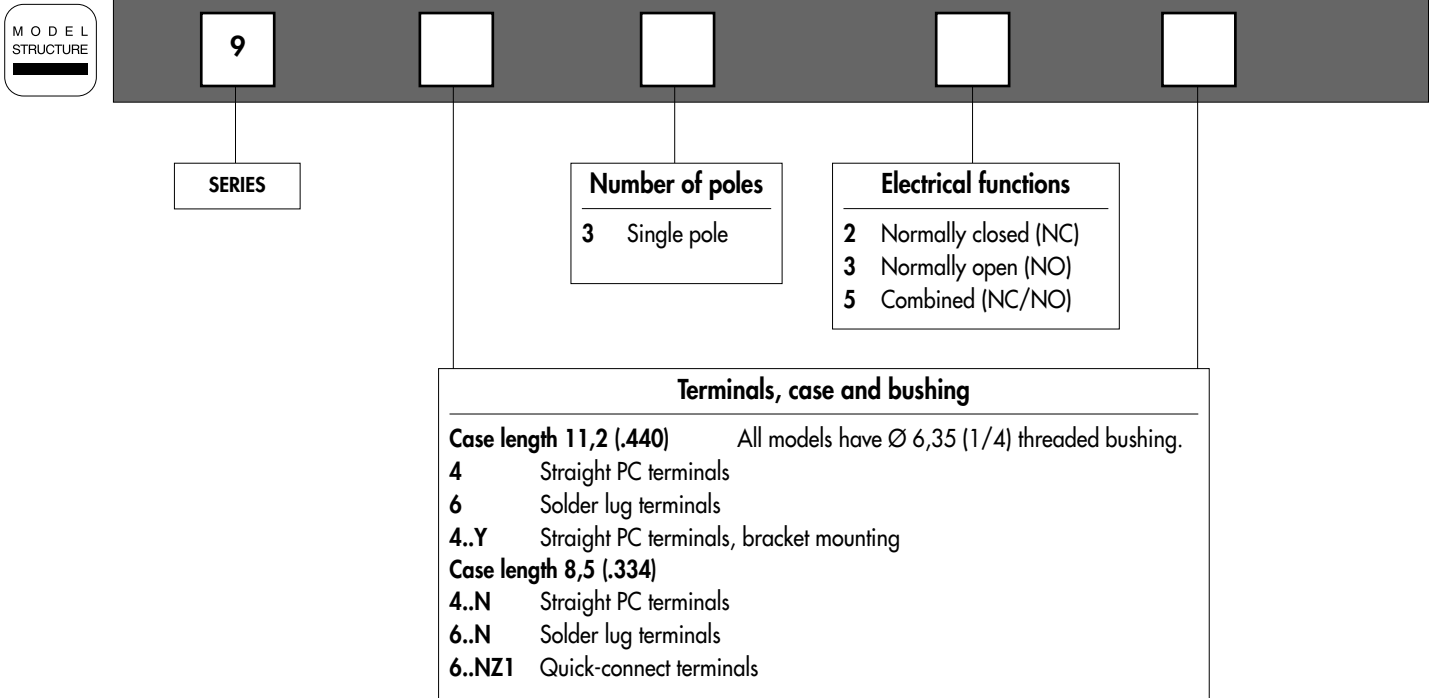 MODEL
STRUCTURE
9
SERIES
Number of poles
3 Single pole
Electrical functions
2 Normally closed (NC)
3 Normally open (NO)
5 Combined (NC/NO)
Terminals, case and bushing
Case length 11,2 (.440) All models have Ø 6,35 (1/4) threaded bushing.
4 Straight PC terminals
6 Solder lug terminals
4..Y Straight PC terminals, bracket mounting
Case length 8,5 (.334)
4..N Straight PC terminals
6..N Solder lug terminals
6..NZ1 Quick-connect terminals